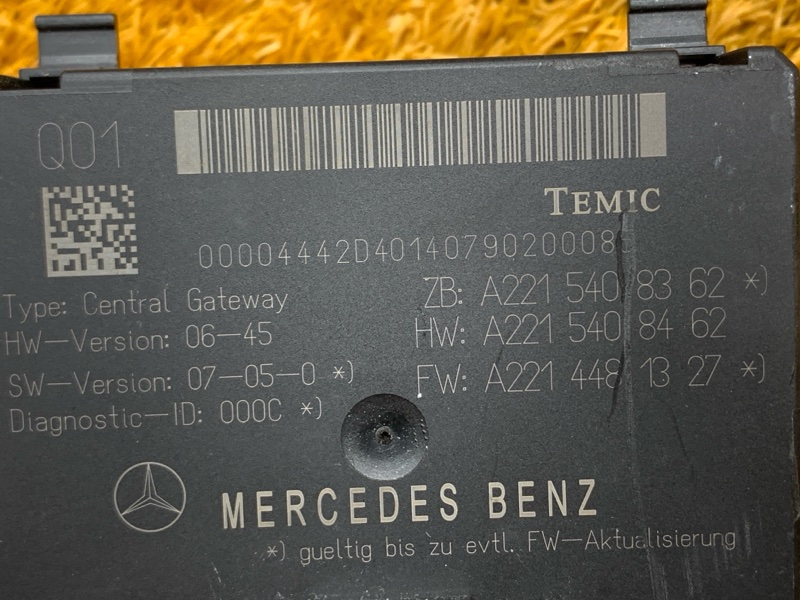 Q01
TEMIC
00004442D4014079020008
Type: Central Gateway
ZB: A221 540 83 62 *)
HW-Version: 06-45
HW: A221 540 84 62
SW-Version: 07-05-0 *)
FW: A221 448 13 27 *)
Diagnostic-ID: 000C *)
MERCEDES BENZ
*) gueltig bis zu evtl. FW-Aktualisierung